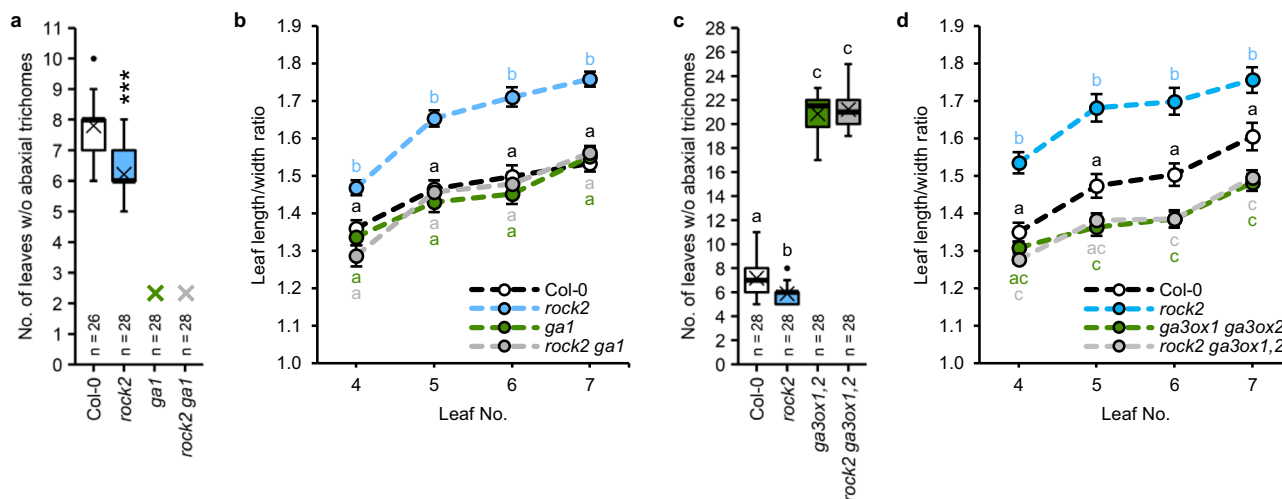 a
No. of leaves w/o abaxial trichomes
11
10
9
8
7
6
5
4
3
2
1
0
***
n = 26
n = 28
n = 28
n = 28
Col-0
rock2
ga1
rock2 ga1
b
Leaf length/width ratio
1.9
1.8
1.7
1.6
1.5
1.4
1.3
1.2
1.1
1.0
b
b
b
b
a
a
a
a
a
a
a
a
a
a
a
a
Col-0
rock2
ga1
rock2 ga1
4
5
6
7
Leaf No.
c
No. of leaves w/o abaxial trichomes
28
26
24
22
20
18
16
14
12
10
8
6
4
2
0
a
b
c
c
n = 28
n = 28
n = 28
n = 28
Col-0
rock2
ga3ox1,2
rock2 ga3ox1,2
d
Leaf length/width ratio
1.9
1.8
1.7
1.6
1.5
1.4
1.3
1.2
1.1
1.0
b
b
b
b
a
a
a
a
ac
c
ac
c
c
c
c
c
Col-0
rock2
ga3ox1 ga3ox2
rock2 ga3ox1,2
4
5
6
7
Leaf No.